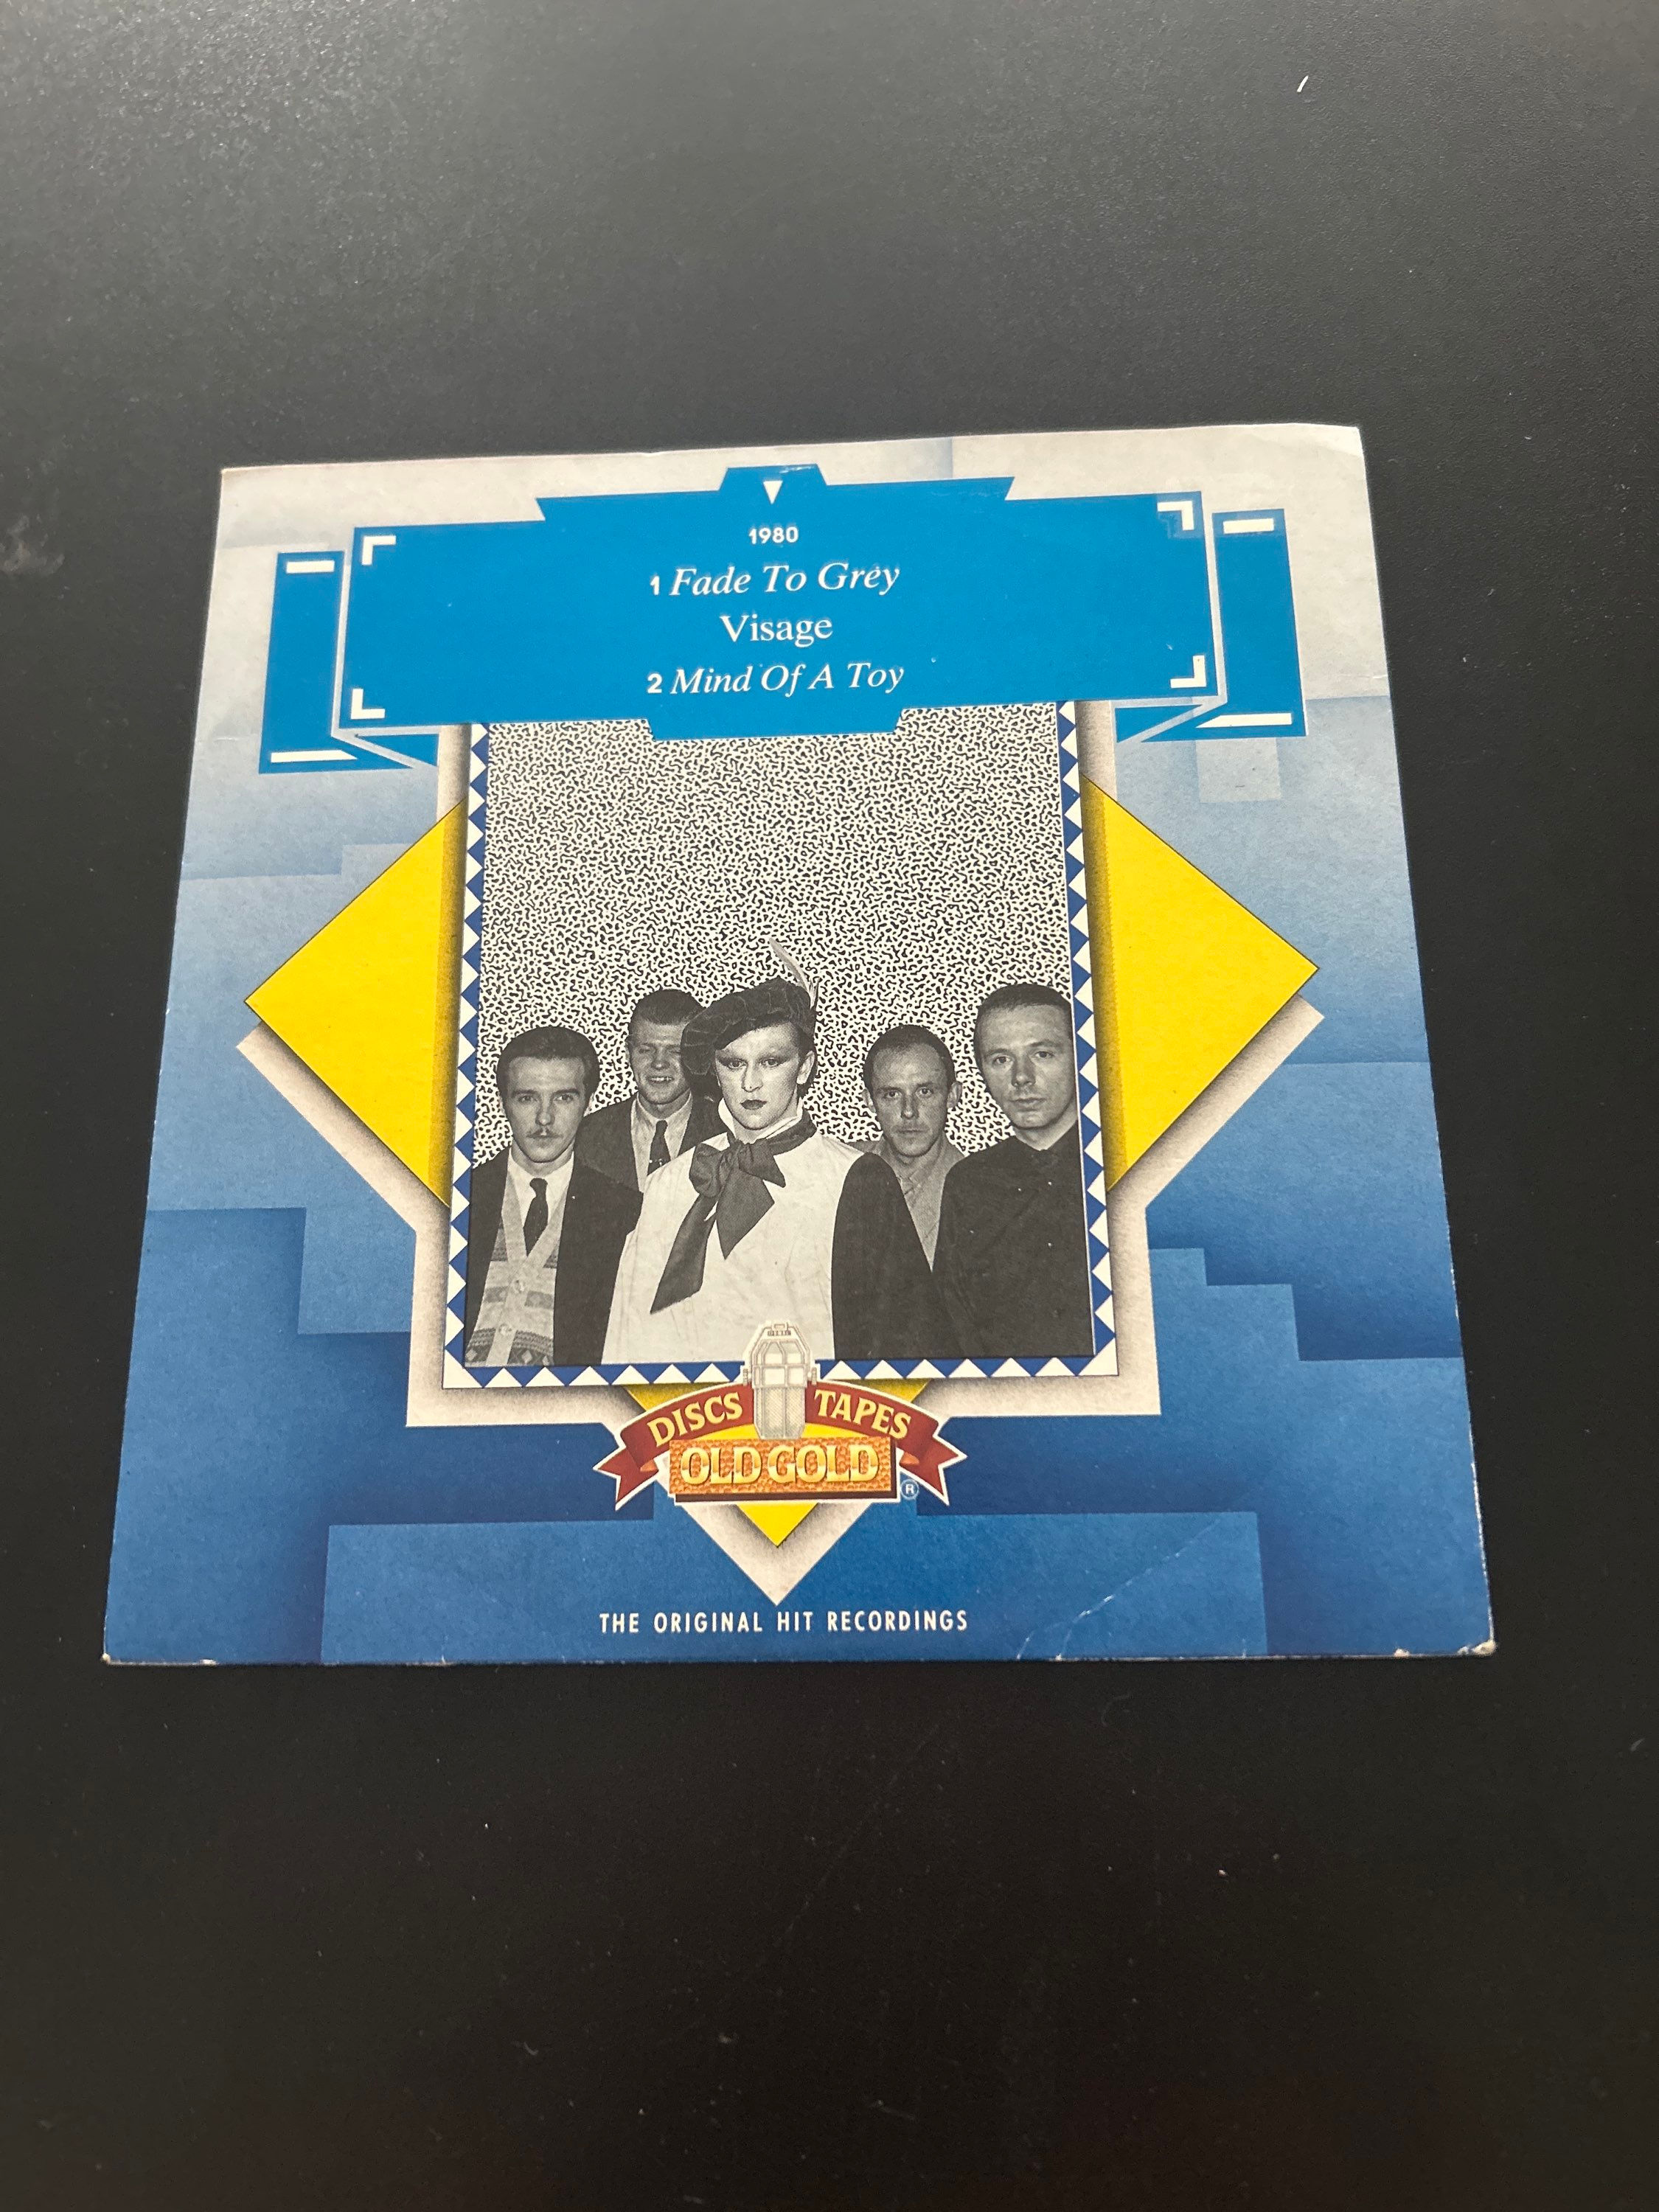 1980
1 Fade To Grey
Visage
2 Mind Of A Toy
DISCS TAPES
OLD GOLD
®
THE ORIGINAL HIT RECORDINGS